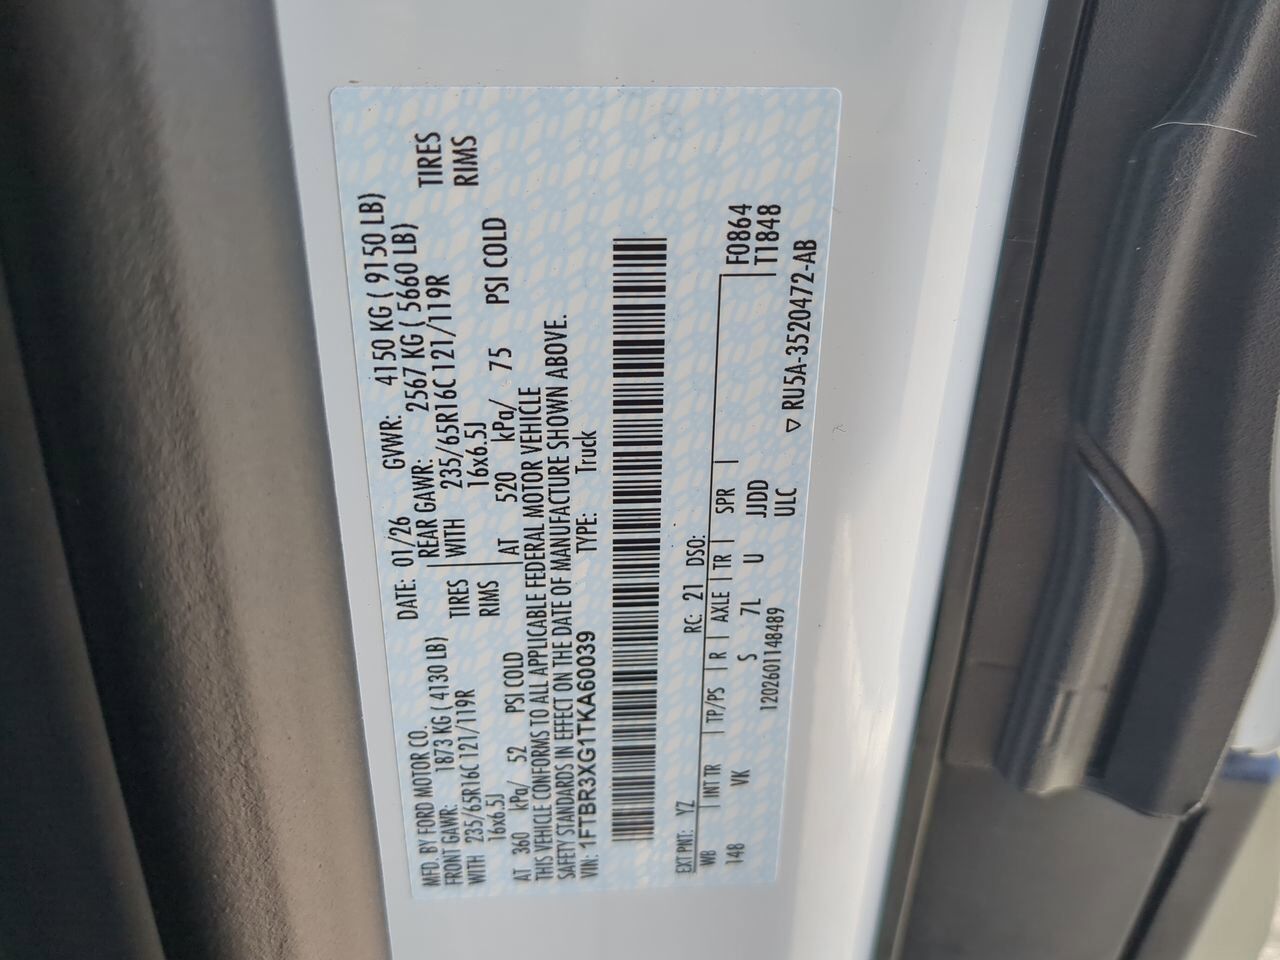 MFD. BY FORD MOTOR CO. DATE: 01/26 GVWR: 4150 KG ( 9150 LB)
FRONT GAWR: 1873 KG ( 4130 LB) REAR GAWR: 2567 KG ( 5660 LB)
WITH 235/65R16C 121/119R TIRES WITH 235/65R16C 121/119R TIRES
16x6.5J RIMS 16x6.5J RIMS
AT 360 kPa/ 52 PSI COLD AT 520 kPa/ 75 PSI COLD
THIS VEHICLE CONFORMS TO ALL APPLICABLE FEDERAL MOTOR VEHICLE
SAFETY STANDARDS IN EFFECT ON THE DATE OF MANUFACTURE SHOWN ABOVE.
VIN: 1FTBR3XG1TKA60039 TYPE: Truck
EXT PNT: YZ RC: 21 DSO:
WB INT TR TP/PS R AXLE TR SPR F0864
148 VK S 7L U JJDD T1848
1202601148489 ULC
▽ RU5A-3520472-AB